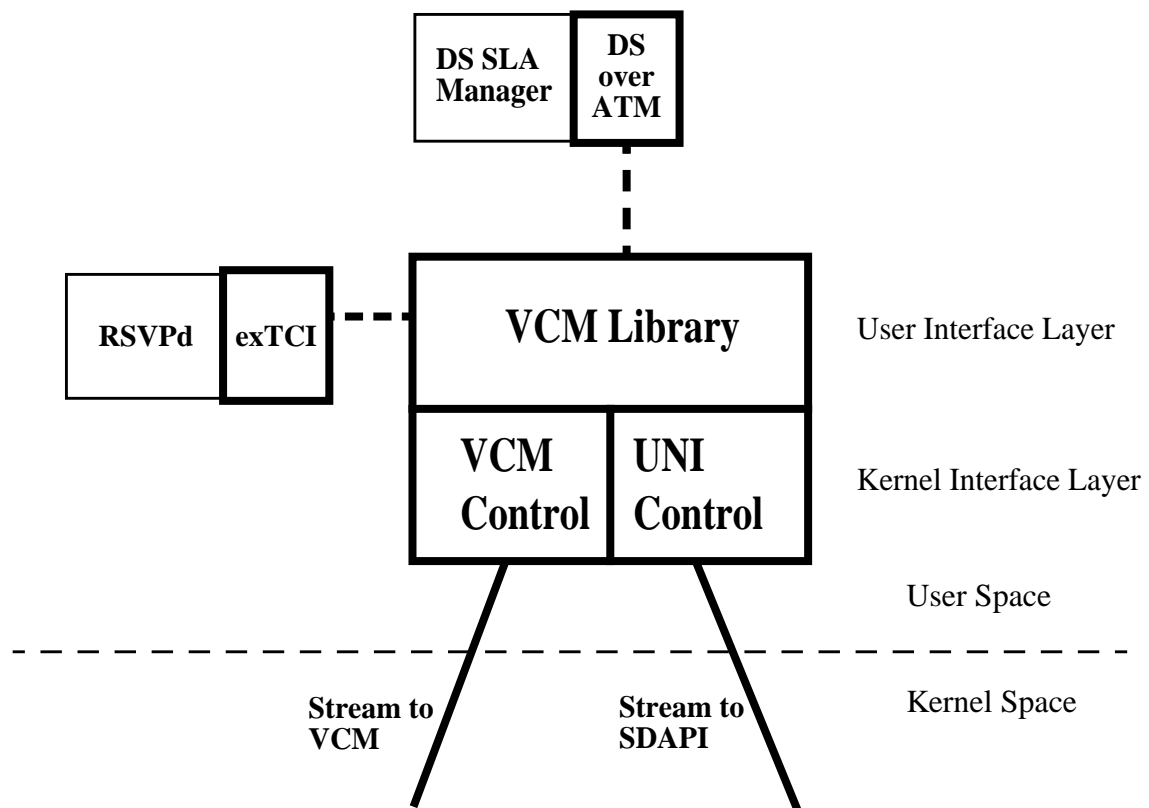 DS SLA
Manager
DS
over
ATM
RSVPd
exTCI
VCM Library
User Interface Layer
VCM
Control
UNI
Control
Kernel Interface Layer
User Space
Kernel Space
Stream to
VCM
Stream to
SDAPI